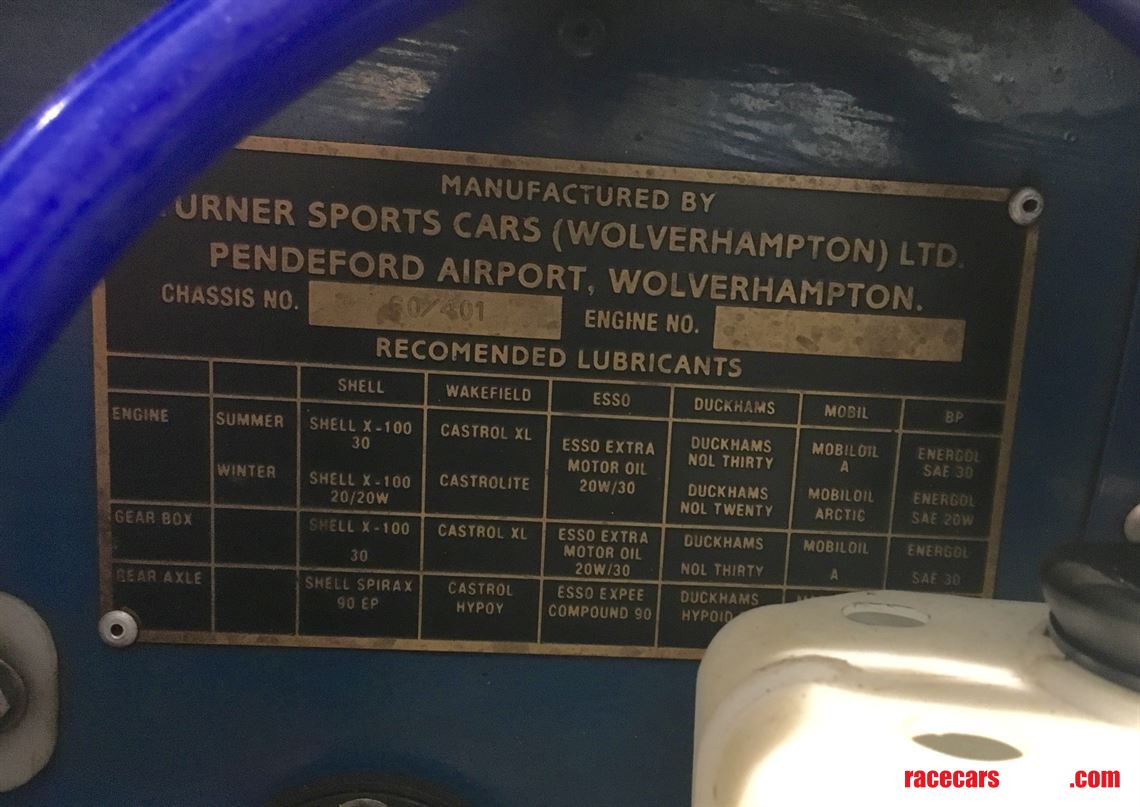 MANUFACTURED BY
TURNER SPORTS CARS (WOLVERHAMPTON) LTD.
PENDEFORD AIRPORT, WOLVERHAMPTON.
CHASSIS NO. 60/401 ENGINE NO.
RECOMENDED LUBRICANTS
SHELL WAKEFIELD ESSO DUCKHAMS MOBIL BP
ENGINE SUMMER SHELL X-100 30 CASTROL XL ESSO EXTRA MOTOR OIL 20W/30 DUCKHAMS NOL THIRTY MOBILOIL A ENERGOL SAE 30
WINTER SHELL X-100 20/20W CASTROLITE DUCKHAMS NOL TWENTY MOBILOIL ARCTIC ENERGOL SAE 20W
GEAR BOX SHELL X-100 30 CASTROL XL ESSO EXTRA MOTOR OIL 20W/30 DUCKHAMS NOL THIRTY MOBILOIL A ENERGOL SAE 30
REAR AXLE SHELL SPIRAX 90 EP CASTROL HYPOY ESSO EXPEE COMPOUND 90 DUCKHAMS HYPOID
racecars .com